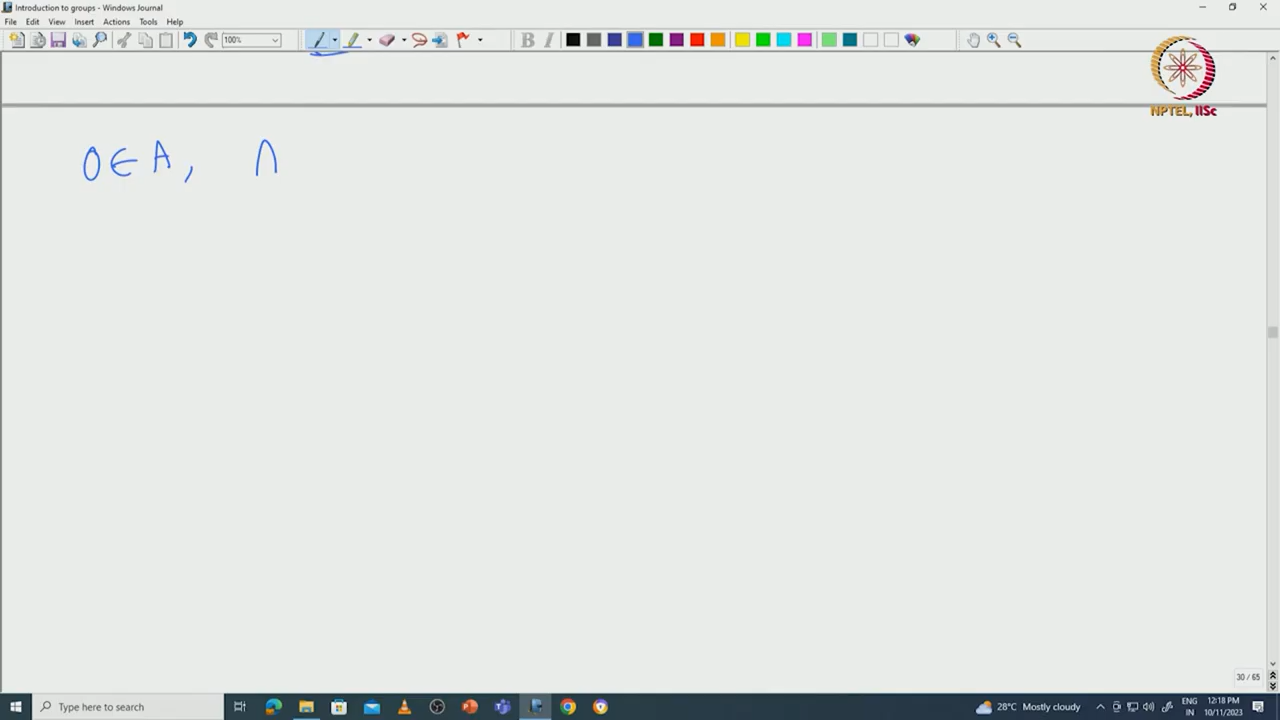 Introduction to groups - Windows Journal
File Edit View Insert Actions Tools Help
100% B I
NPTEL, IISc
0 ∈ A, ∩
30 / 65
Type here to search
28°C Mostly cloudy
ENG
IN
12:18 PM
10/11/2023